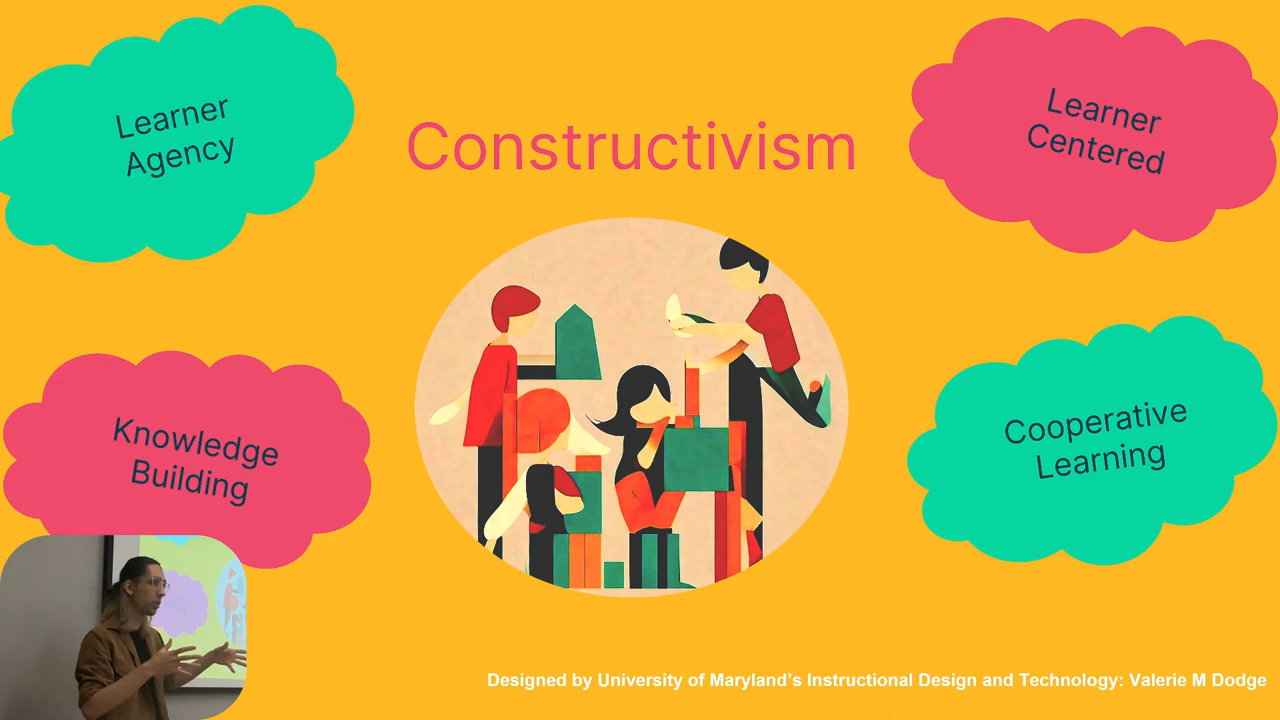 Learner
Agency
Constructivism
Learner
Centered
Knowledge
Building
Cooperative
Learning
Designed by University of Maryland's Instructional Design and Technology: Valerie M Dodge